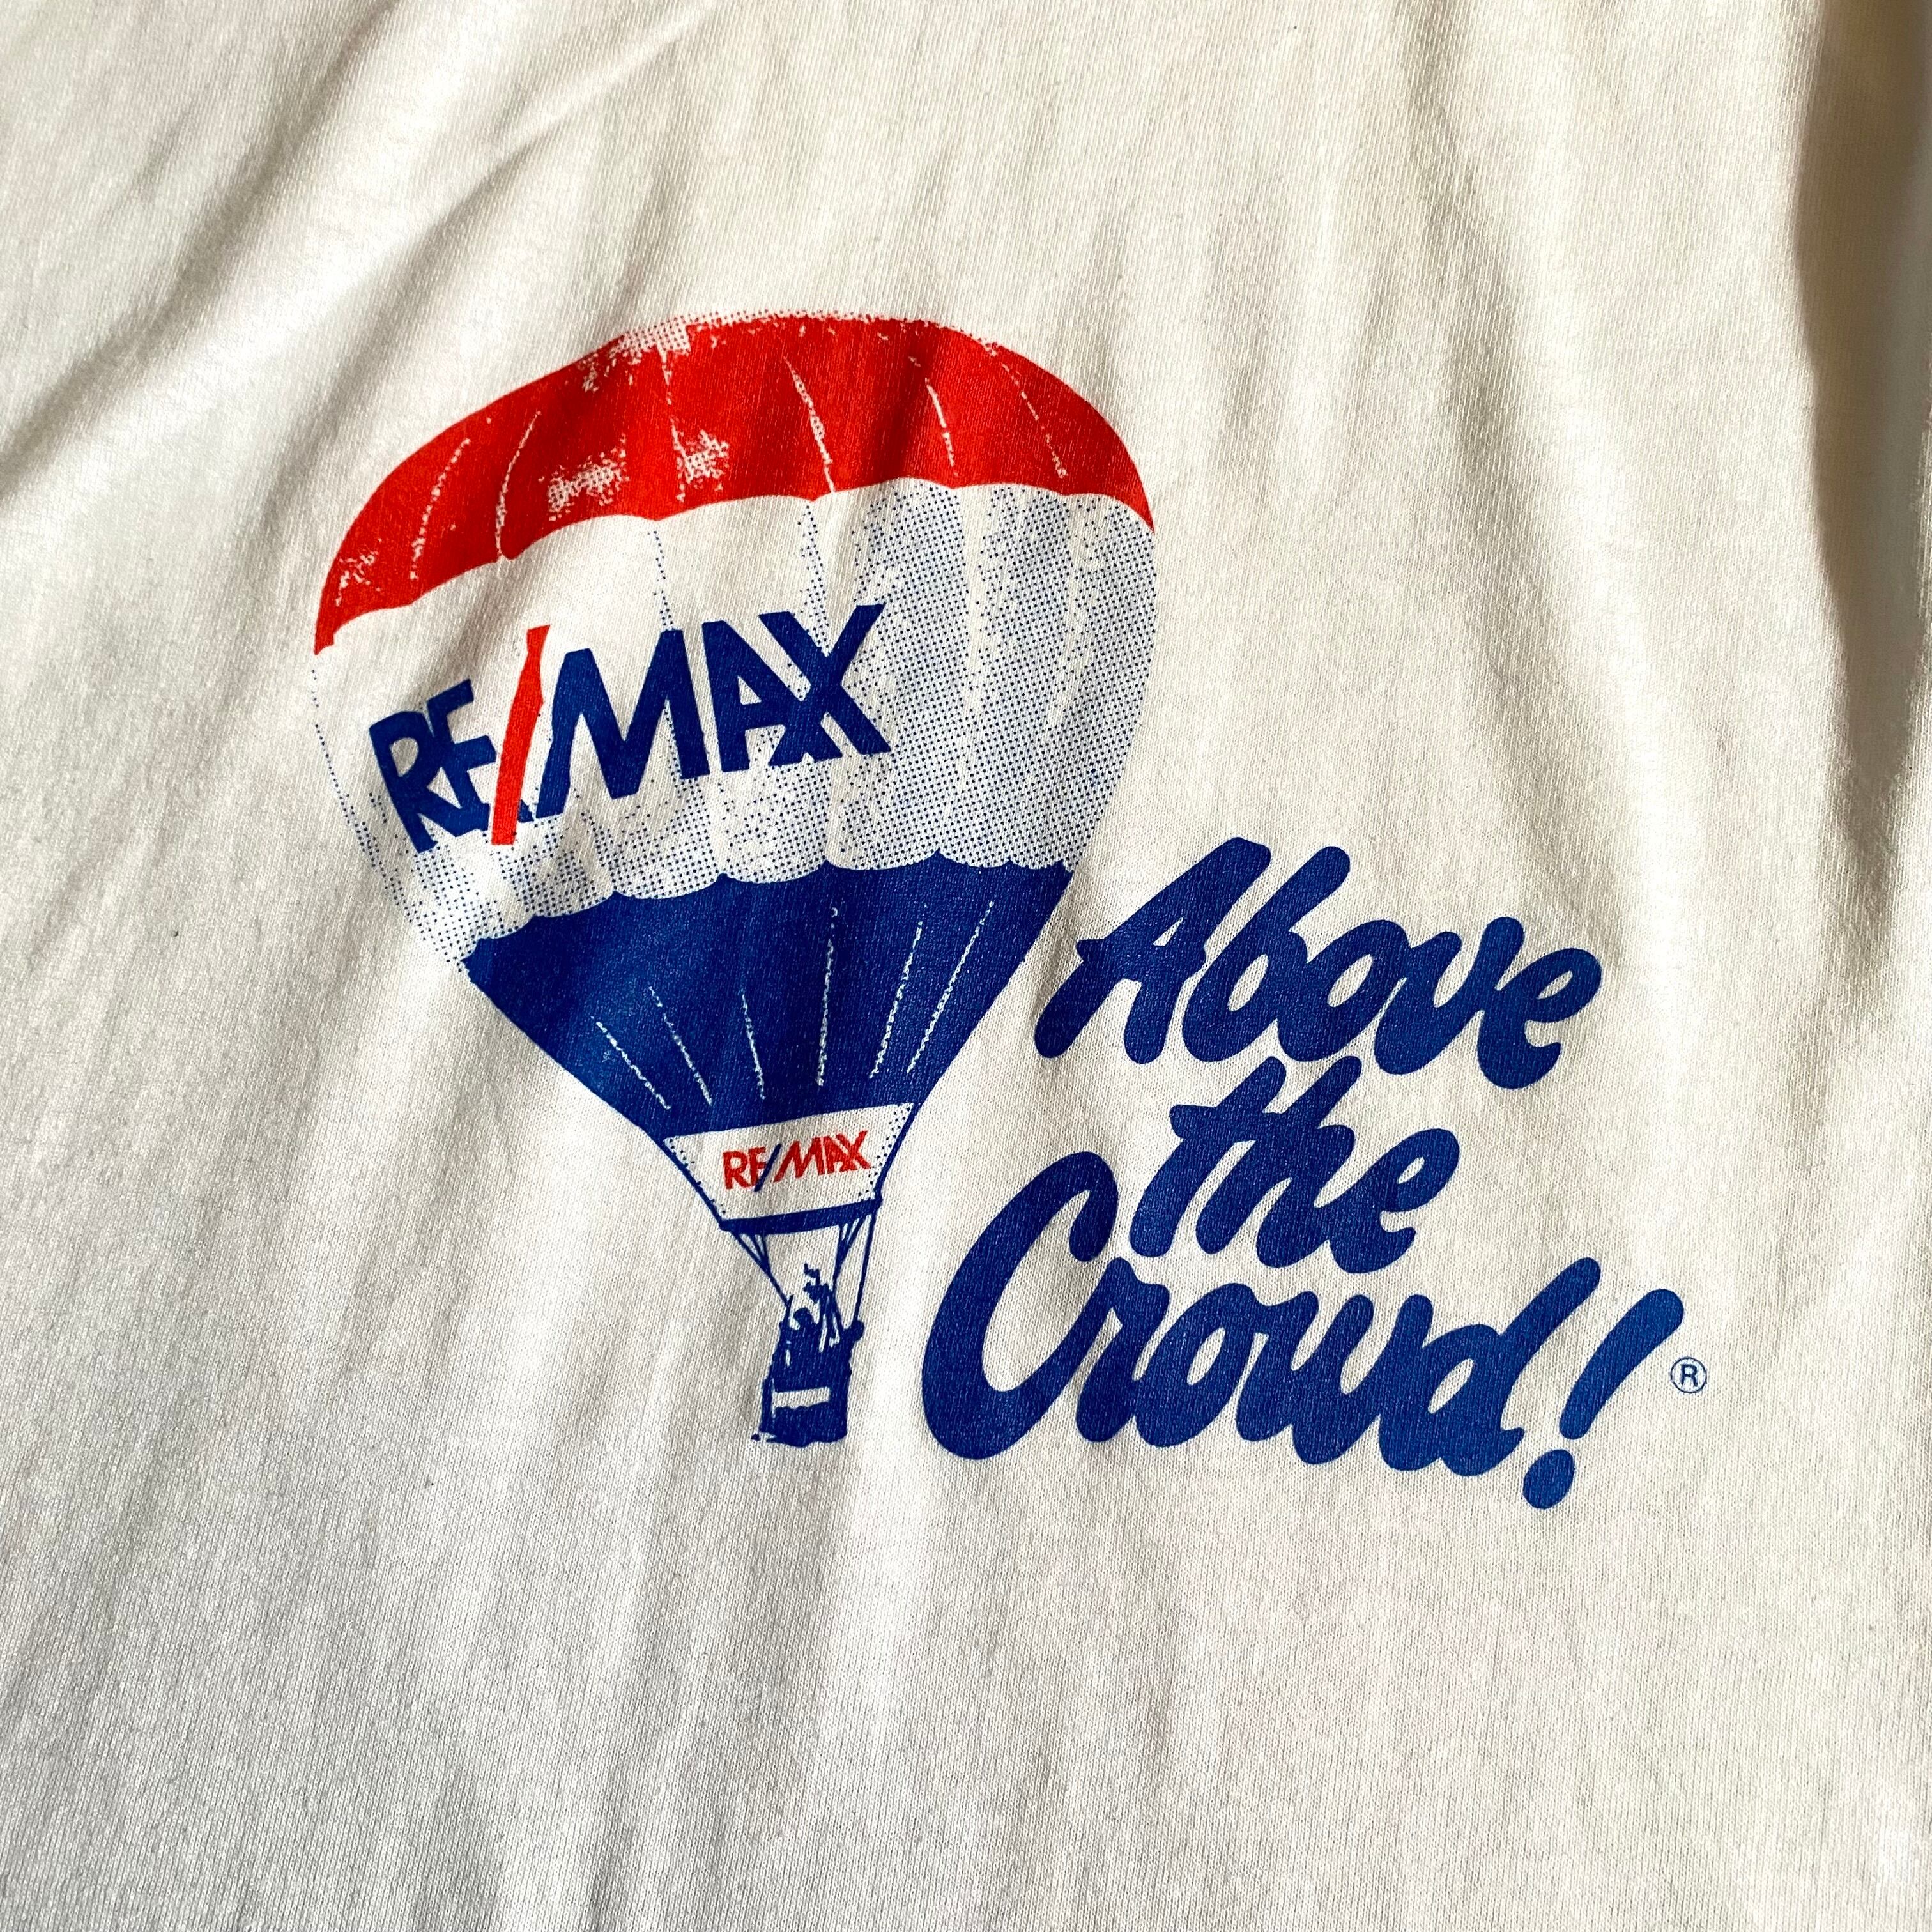 RE/MAX
RE/MAX
Above
the
Crowd!®